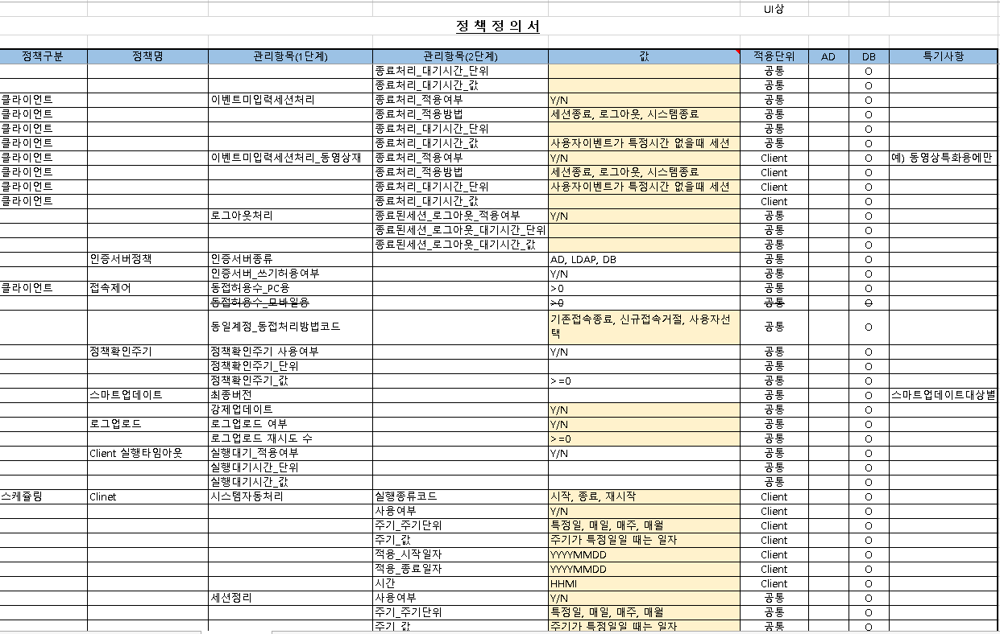 UI상
정 책 정 의 서
정책구분 정책명 관리항목(1단계) 관리항목(2단계) 값 적용단위 AD DB 특기사항
종료처리_대기시간_단위 공통 O
종료처리_대기시간_값 공통 O
클라이언트 이벤트미입력세션처리 종료처리_적용여부 Y/N 공통 O
클라이언트 종료처리_적용방법 세션종료, 로그아웃, 시스템종료 공통 O
클라이언트 종료처리_대기시간_단위 공통 O
클라이언트 종료처리_대기시간_값 사용자이벤트가 특정시간 없을때 세션 공통 O
클라이언트 이벤트미입력세션처리_동영상재 종료처리_적용여부 Y/N Client O 예) 동영상특화용에만
클라이언트 종료처리_적용방법 세션종료, 로그아웃, 시스템종료 Client O
클라이언트 종료처리_대기시간_단위 사용자이벤트가 특정시간 없을때 세션 Client O
클라이언트 종료처리_대기시간_값 Client O
로그아웃처리 종료된세션_로그아웃_적용여부 Y/N 공통 O
종료된세션_로그아웃_대기시간_단위 공통 O
종료된세션_로그아웃_대기시간_값 공통 O
인증서버정책 인증서버종류 AD, LDAP, DB 공통 O
인증서버_쓰기허용여부 Y/N 공통 O
클라이언트 접속제어 동접허용수_PC용 >0 공통 O
동접허용수_모바일용 >0 공통 O
동일계정_동접처리방법코드 기존접속종료, 신규접속거절, 사용자선 공통 O
택
정책확인주기 정책확인주기 사용여부 Y/N 공통 O
정책확인주기_단위 공통 O
정책확인주기_값 >=0 공통 O
스마트업데이트 최종버전 공통 O 스마트업데이트대상별
강제업데이트 Y/N 공통 O
로그업로드 로그업로드 여부 Y/N 공통 O
로그업로드 재시도 수 >=0 공통 O
Client 실행타임아웃 실행대기_적용여부 Y/N 공통 O
실행대기시간_단위 공통 O
실행대기시간_값 공통 O
스케쥴링 Clinet 시스템자동처리 실행종류코드 시작, 종료, 재시작 Client O
사용여부 Y/N Client O
주기_주기단위 특정일, 매일, 매주, 매월 Client O
주기_값 주기가 특정일일 때는 일자 Client O
적용_시작일자 YYYYMMDD Client O
적용_종료일자 YYYYMMDD Client O
시간 HHMI Client O
세션정리 사용여부 Y/N 공통 O
주기_주기단위 특정일, 매일, 매주, 매월 공통 O
주기_값 주기가 특정일일 때는 일자 공통 O